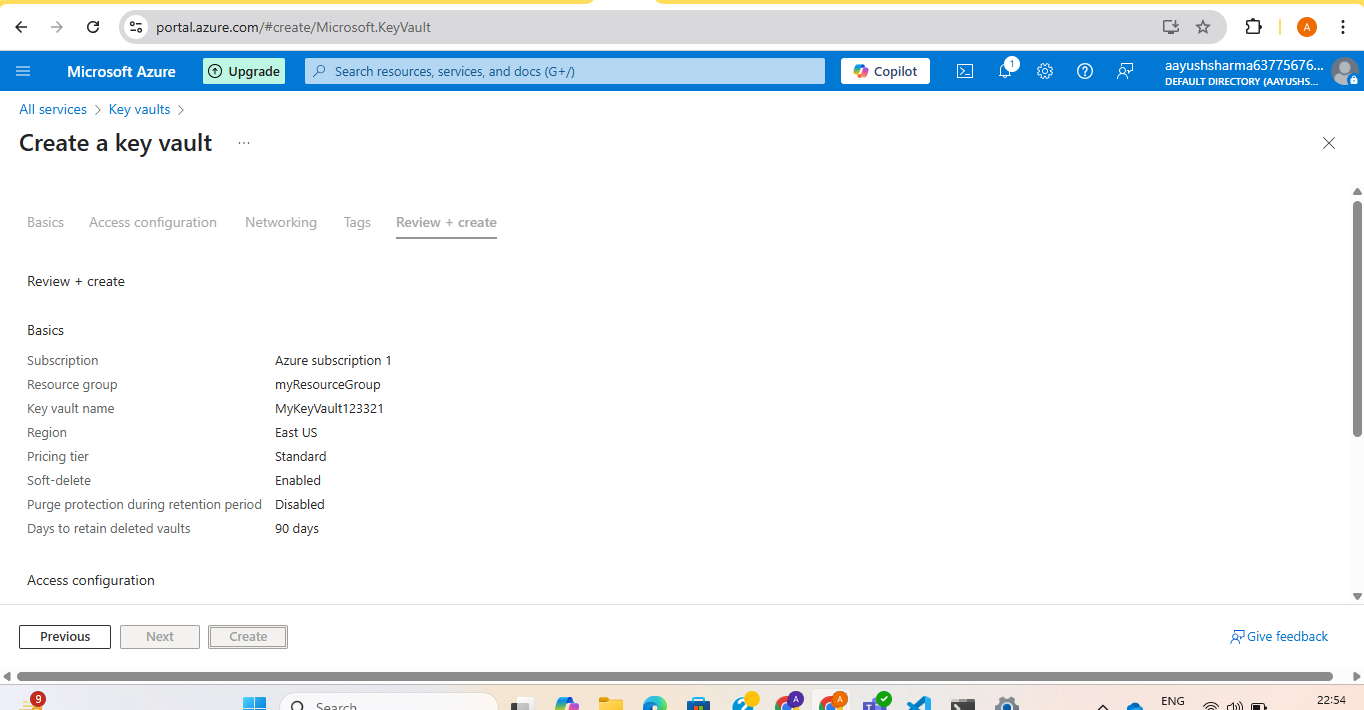 portal.azure.com/#create/Microsoft.KeyVault
A
Microsoft Azure
Upgrade
Search resources, services, and docs (G+/)
Copilot
1
aayushsharma63775676...
DEFAULT DIRECTORY (AAYUSHS...
All services > Key vaults >
Create a key vault ...
Basics Access configuration Networking Tags Review + create
Review + create
Basics
Subscription Azure subscription 1
Resource group myResourceGroup
Key vault name MyKeyVault123321
Region East US
Pricing tier Standard
Soft-delete Enabled
Purge protection during retention period Disabled
Days to retain deleted vaults 90 days
Access configuration
Previous Next Create Give feedback
9
Search
A
A
ENG
22:54